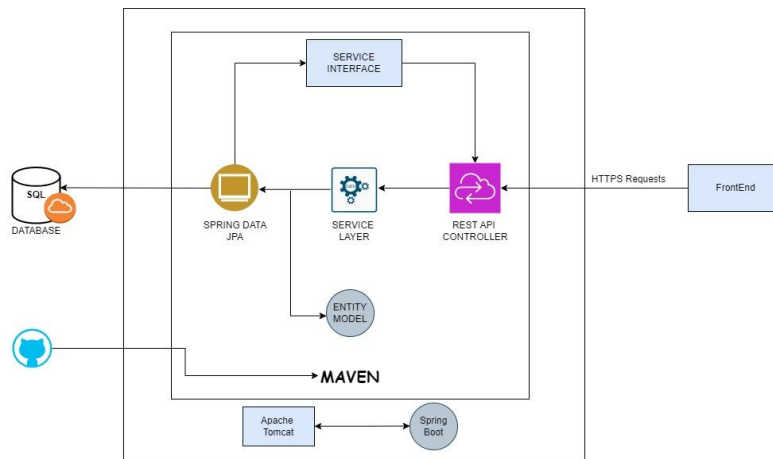 SERVICE
INTERFACE
SQL
DATABASE
SPRING DATA
JPA
SERVICE
LAYER
REST API
CONTROLLER
HTTPS Requests
FrontEnd
ENTITY
MODEL
MAVEN
Apache
Tomcat
Spring
Boot